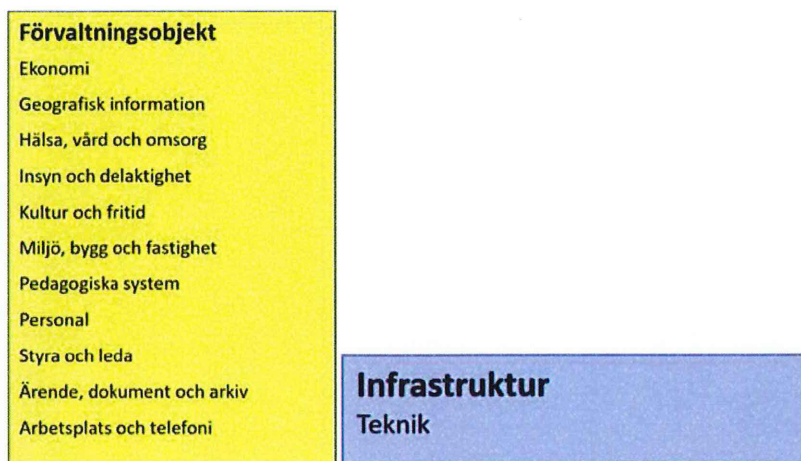 Förvaltningsobjekt
Ekonomi
Geografisk information
Hälsa, vård och omsorg
Insyn och delaktighet
Kultur och fritid
Miljö, bygg och fastighet
Pedagogiska system
Personal
Styra och leda
Ärende, dokument och arkiv
Arbetsplats och telefoni
Infrastruktur
Teknik